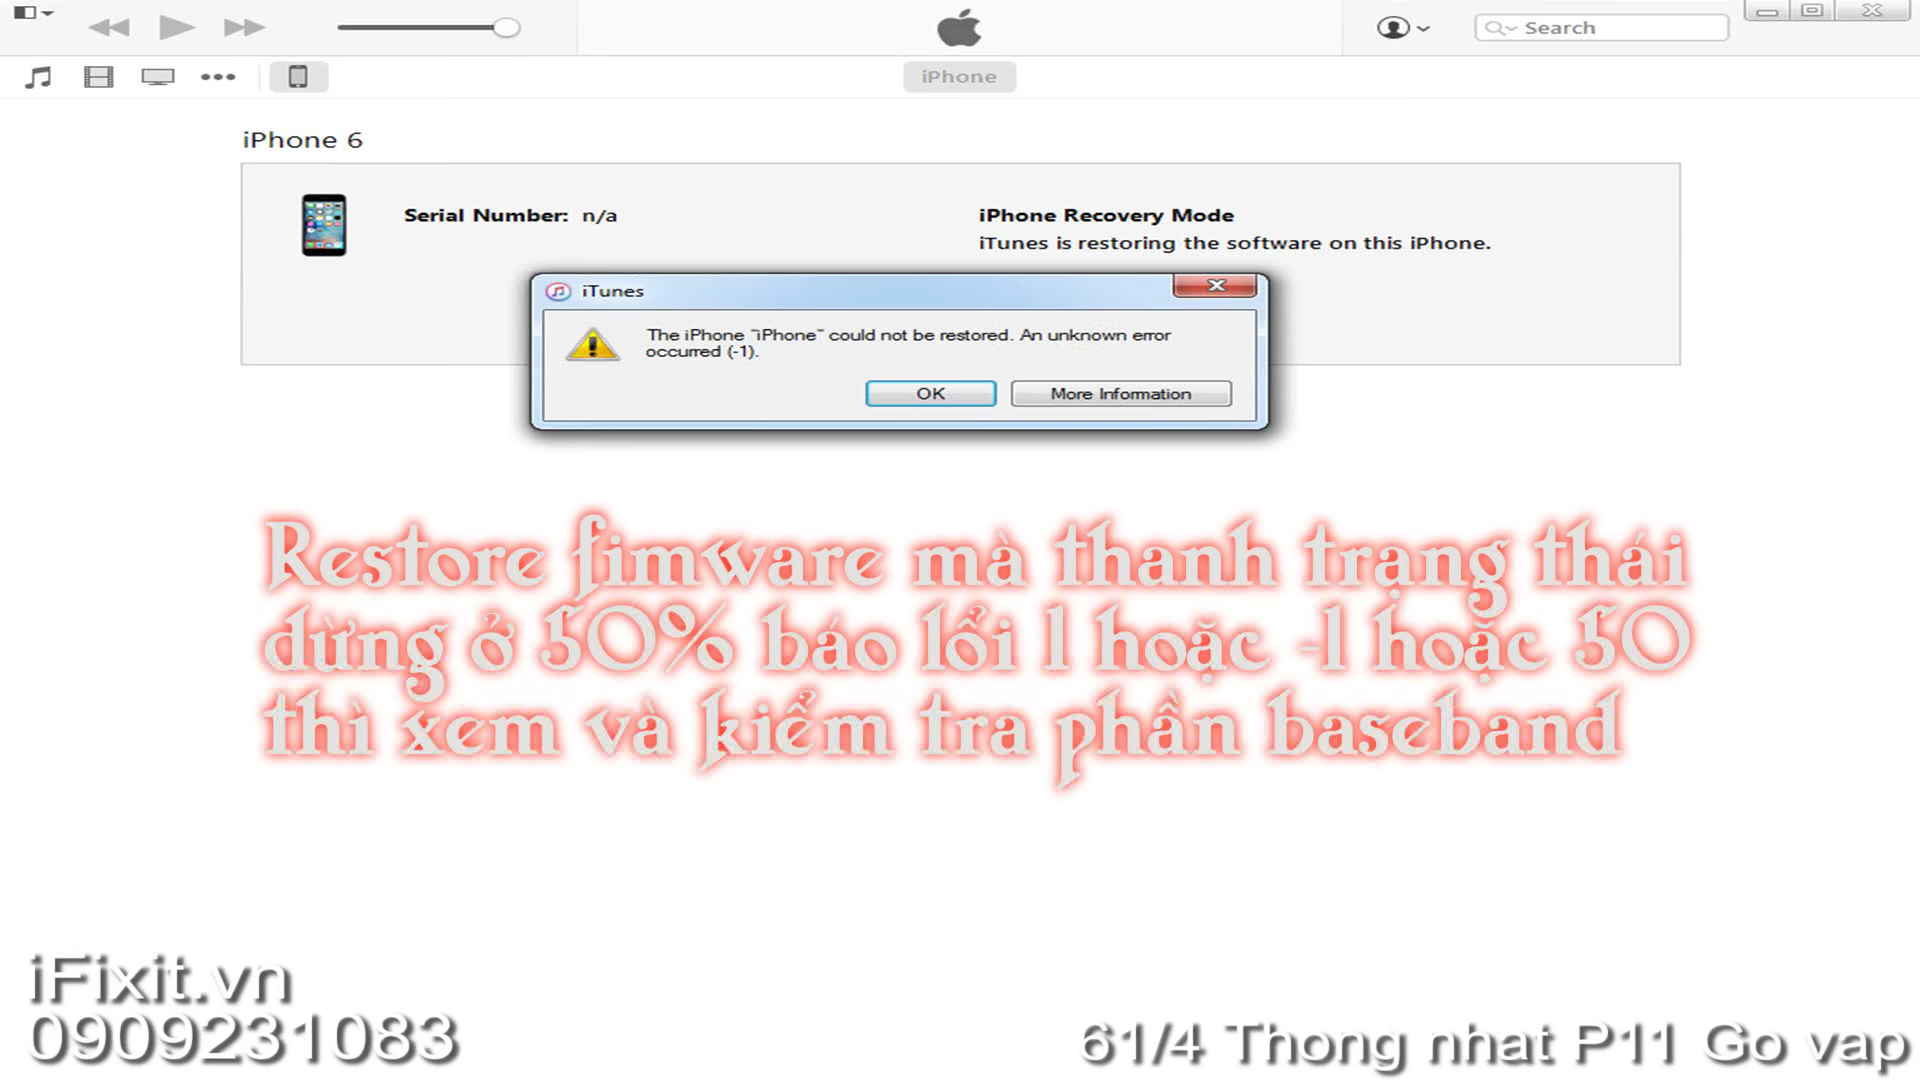 Search
iPhone
iPhone 6
Serial Number: n/a
iPhone Recovery Mode
iTunes is restoring the software on this iPhone.
iTunes
The iPhone "iPhone" could not be restored. An unknown error
occurred (-1).
OK
More Information
Restore fimware mà thanh trạng thái
dừng ở 50% báo lổi 1 hoặc -1 hoặc 50
thì xem và kiểm tra phần baseband
iFixit.vn
0909231083
61/4 Thong nhat P11 Go vap